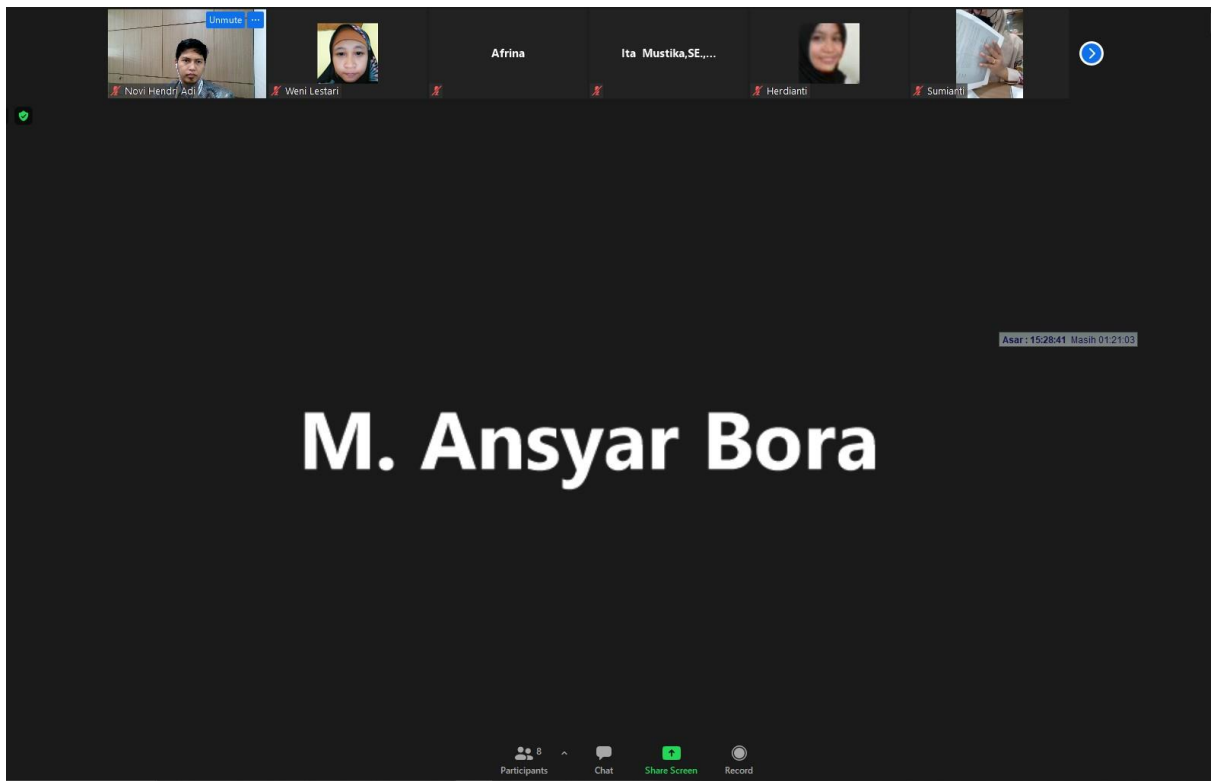 Unmute ...
Novi Hendri Adi
Weni Lestari
Afrina
Ita Mustika,SE.,...
Herdianti
Sumianti
Asar : 15:28:41 Masih 01:21:03
M. Ansyar Bora
8
Participants
Chat
Share Screen
Record